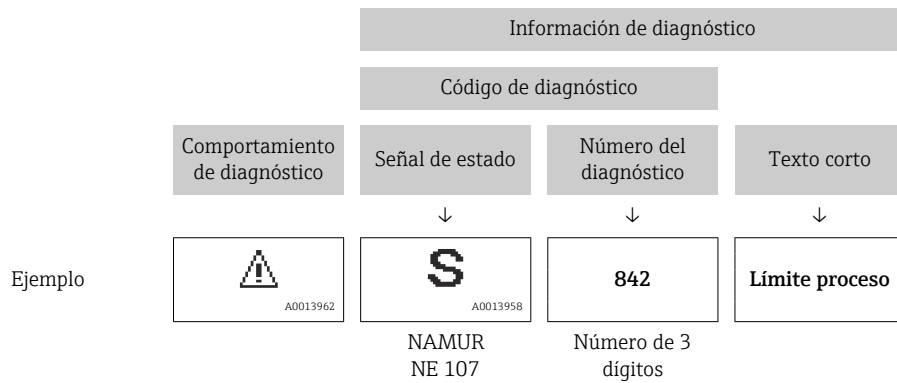 Información de diagnóstico
Código de diagnóstico
Comportamiento
de diagnóstico
Señal de estado
Número del
diagnóstico
Texto corto
↓ ↓ ↓
Ejemplo
A0013962
S
A0013958
842
Límite proceso
NAMUR
NE 107
Número de 3
dígitos